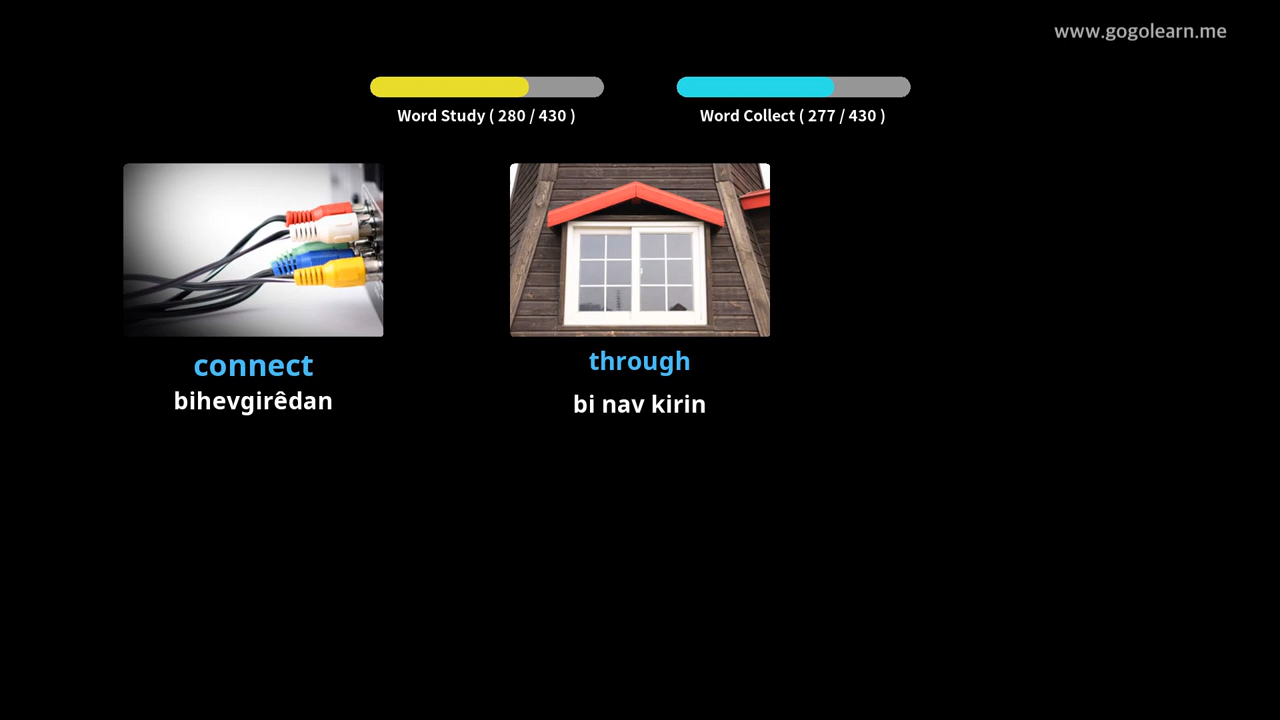 www.gogolearn.me
Word Study ( 280 / 430 )
Word Collect ( 277 / 430 )
connect
bihevgirêdan
through
bi nav kirin